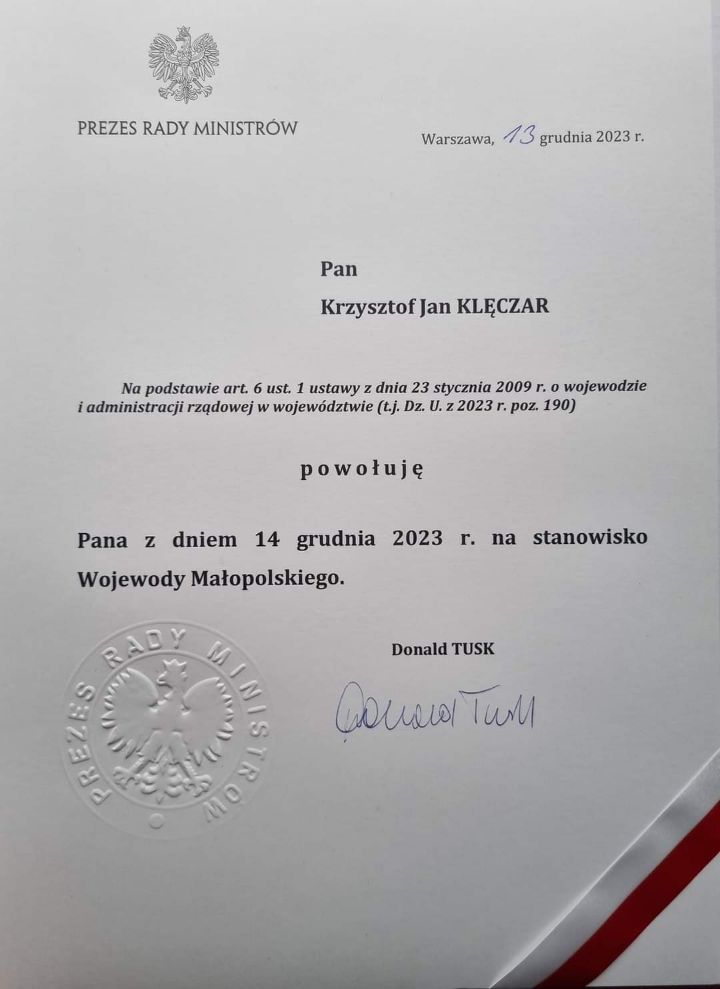 PREZES RADY MINISTRÓW
Warszawa, 13 grudnia 2023 r.
Pan
Krzysztof Jan KLĘCZAR
Na podstawie art. 6 ust. 1 ustawy z dnia 23 stycznia 2009 r. o wojewodzie
i administracji rządowej w województwie (t.j. Dz. U. z 2023 r. poz. 190)
powołuję
Pana z dniem 14 grudnia 2023 r. na stanowisko
Wojewody Małopolskiego.
Donald TUSK
Donald Tusk
PREZES RADY MINISTRÓW